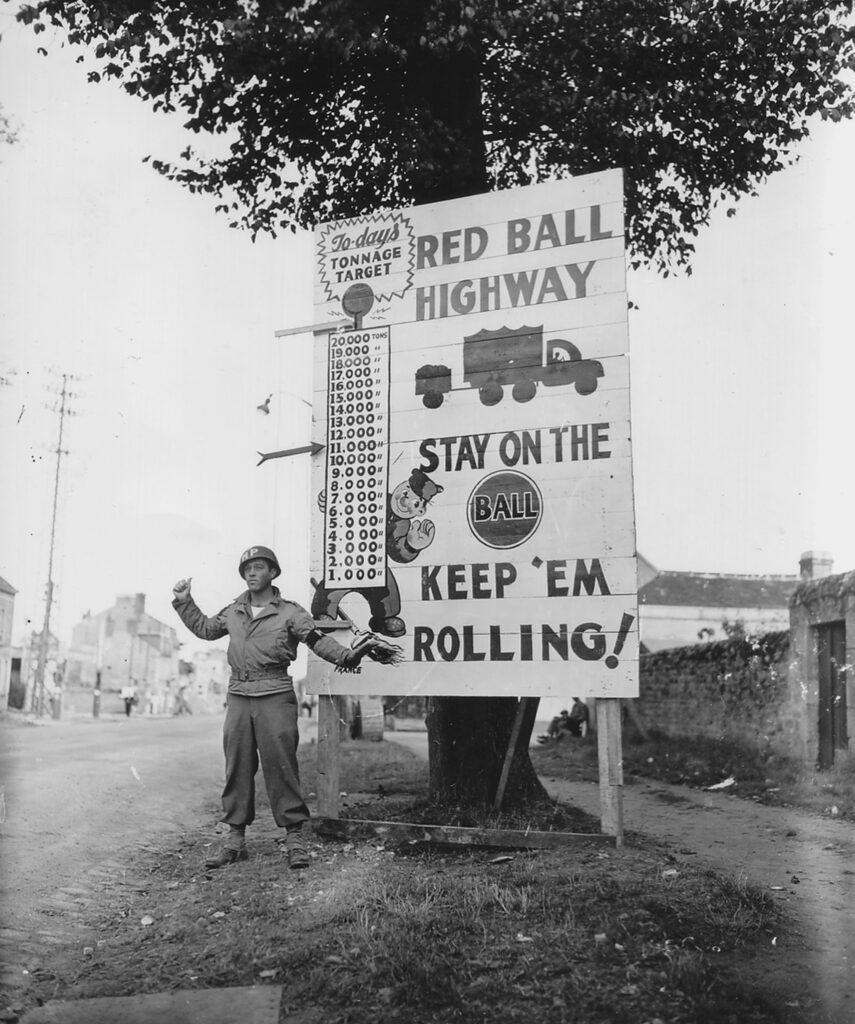 To-day's
TONNAGE
TARGET
RED BALL
HIGHWAY
20.000 TONS
19.000 "
18.000 "
17.000 "
16.000 "
15.000 "
14.000 "
13.000 "
12.000 "
11.000 "
10.000 "
9.000 "
8.000 "
7.000 "
6.000 "
5.000 "
4.000 "
3.000 "
2.000 "
1.000 "
STAY ON THE
BALL
KEEP 'EM
ROLLING!
MP
FRANCE